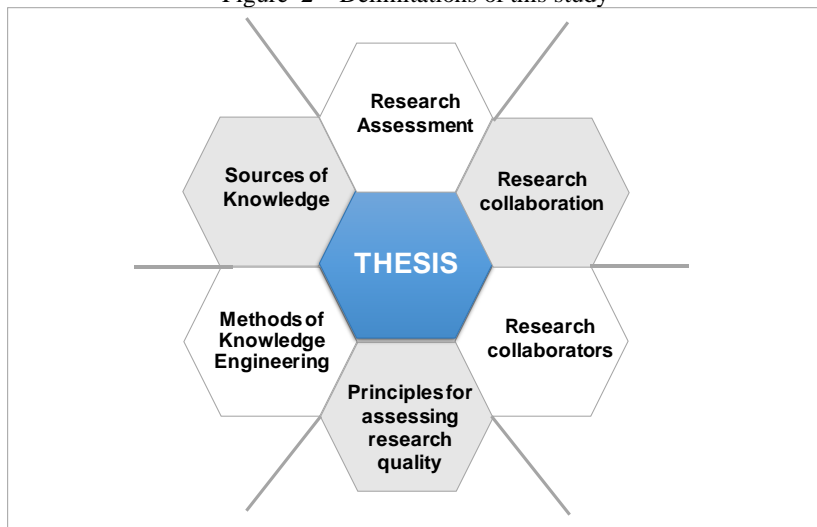 Figure 2 – Delimitations of this study
Research
Assessment
Sources of
Knowledge
Research
collaboration
THESIS
Methods of
Knowledge
Engineering
Research
collaborators
Principles for
assessing
research
quality